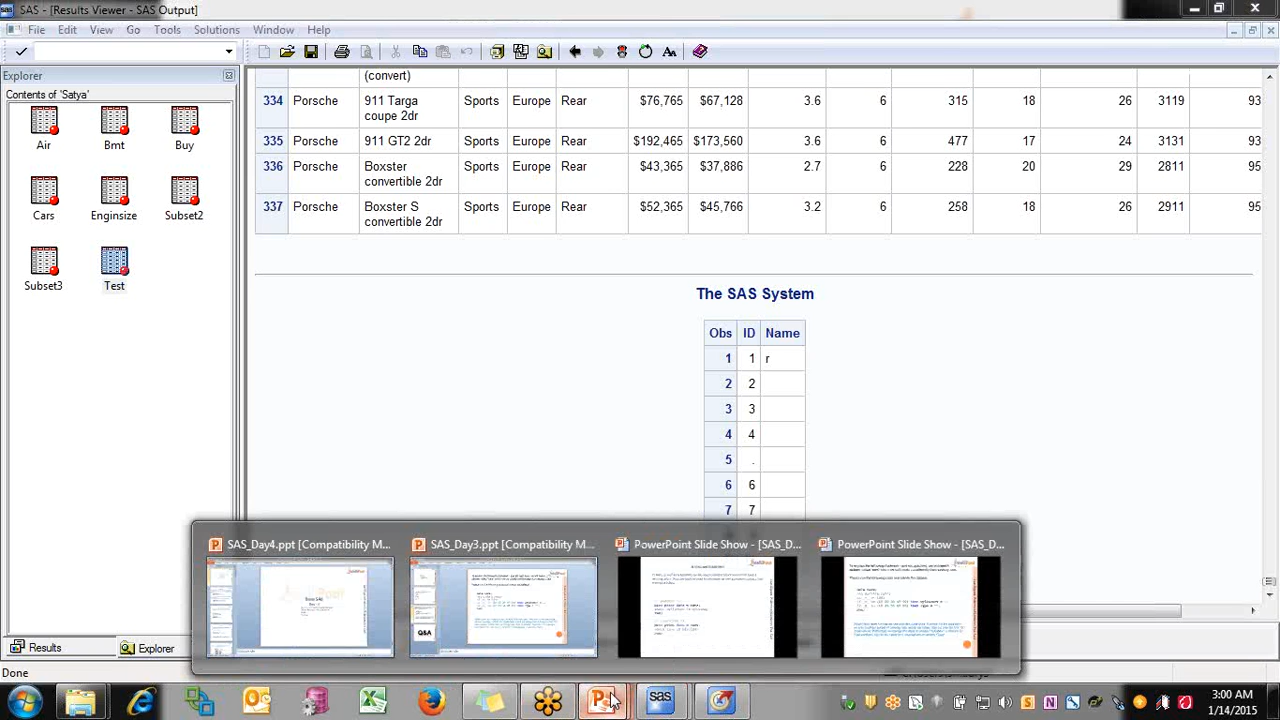 SAS - [Results Viewer - SAS Output]
File Edit View Go Tools Solutions Window Help
Explorer
Contents of 'Satya'
Air Bmt Buy
Cars Enginsize Subset2
Subset3 Test
(convert)
334 Porsche 911 Targa coupe 2dr Sports Europe Rear $76,765 $67,128 3.6 6 315 18 26 3119 93
335 Porsche 911 GT2 2dr Sports Europe Rear $192,465 $173,560 3.6 6 477 17 24 3131 93
336 Porsche Boxster convertible 2dr Sports Europe Rear $43,365 $37,886 2.7 6 228 20 29 2811 95
337 Porsche Boxster S convertible 2dr Sports Europe Rear $52,365 $45,766 3.2 6 258 18 26 2911 95
The SAS System
Obs ID Name
1 1 r
2 2
3 3
4 4
5 .
6 6
7 7
SAS_Day4.ppt [Compatibility M...
SAS_Day3.ppt [Compatibility M...
PowerPoint Slide Show - [SAS_D...
PowerPoint Slide Show - [SAS_D...
Q&A
Results Explorer
Done
sas
3:00 AM
1/14/2015